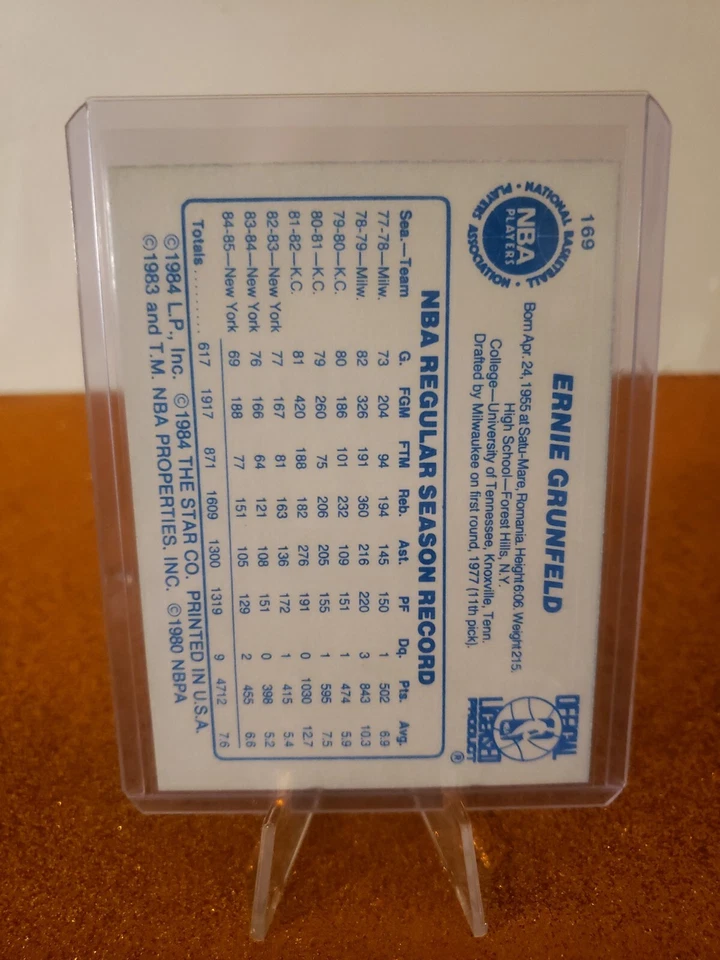 169
NATIONAL BASKETBALL PLAYERS ASSOCIATION
NBA
PLAYERS
ERNIE GRUNFELD
Born Apr. 24, 1955 at Satu-Mare, Romania. Height 6'06. Weight 215.
High School—Forest Hills, N.Y.
College—University of Tennessee, Knoxville, Tenn.
Drafted by Milwaukee on first round, 1977 (11th pick).
OFFICIAL
LICENSED
PRODUCT
®
NBA REGULAR SEASON RECORD
Sea.—Team G. FGM FTM Reb. Ast. PF Dq. Pts. Avg.
77-78—Milw. 73 204 94 194 145 150 1 502 6.9
78-79—Milw. 82 326 191 360 216 220 3 843 10.3
79-80—K.C. 80 186 101 232 109 151 1 474 5.9
80-81—K.C. 79 260 75 206 205 155 1 595 7.5
81-82—K.C. 81 420 188 182 276 191 0 1030 12.7
82-83—New York 77 167 81 163 136 172 1 415 5.4
83-84—New York 76 166 64 121 108 151 0 398 5.2
84-85—New York 69 188 77 151 105 129 2 455 6.6
Totals.......... 617 1917 871 1609 1300 1319 9 4712 7.6
©1984 L.P., Inc. ©1984 THE STAR CO. PRINTED IN U.S.A.
©1983 and T.M. NBA PROPERTIES. INC. ©1980 NBPA